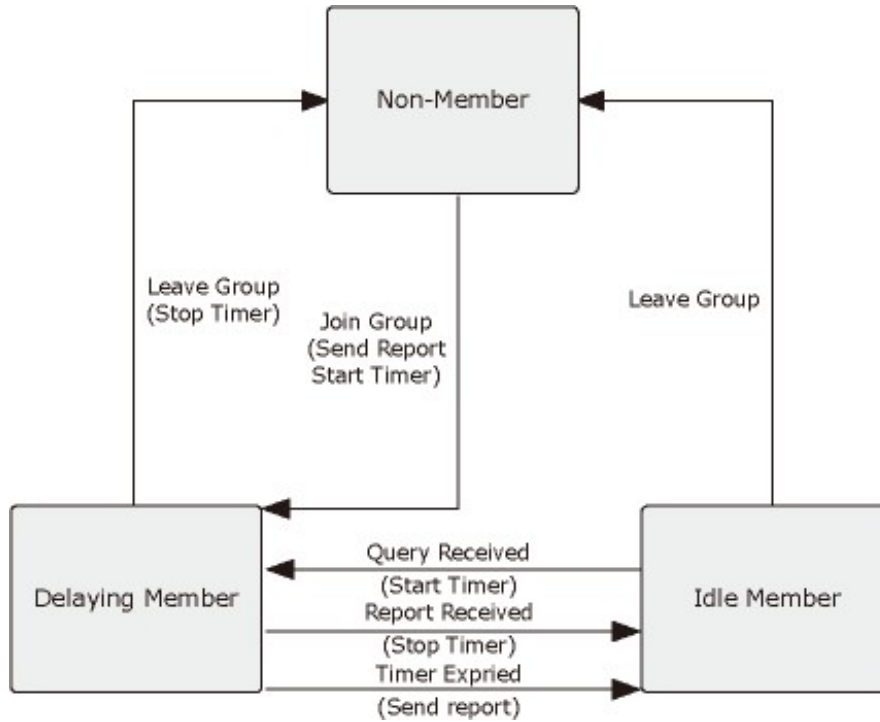 Non-Member
Leave Group
(Stop Timer)
Join Group
(Send Report
Start Timer)
Leave Group
Delaying Member
Query Received
(Start Timer)
Report Received
(Stop Timer)
Timer Expried
(Send report)
Idle Member